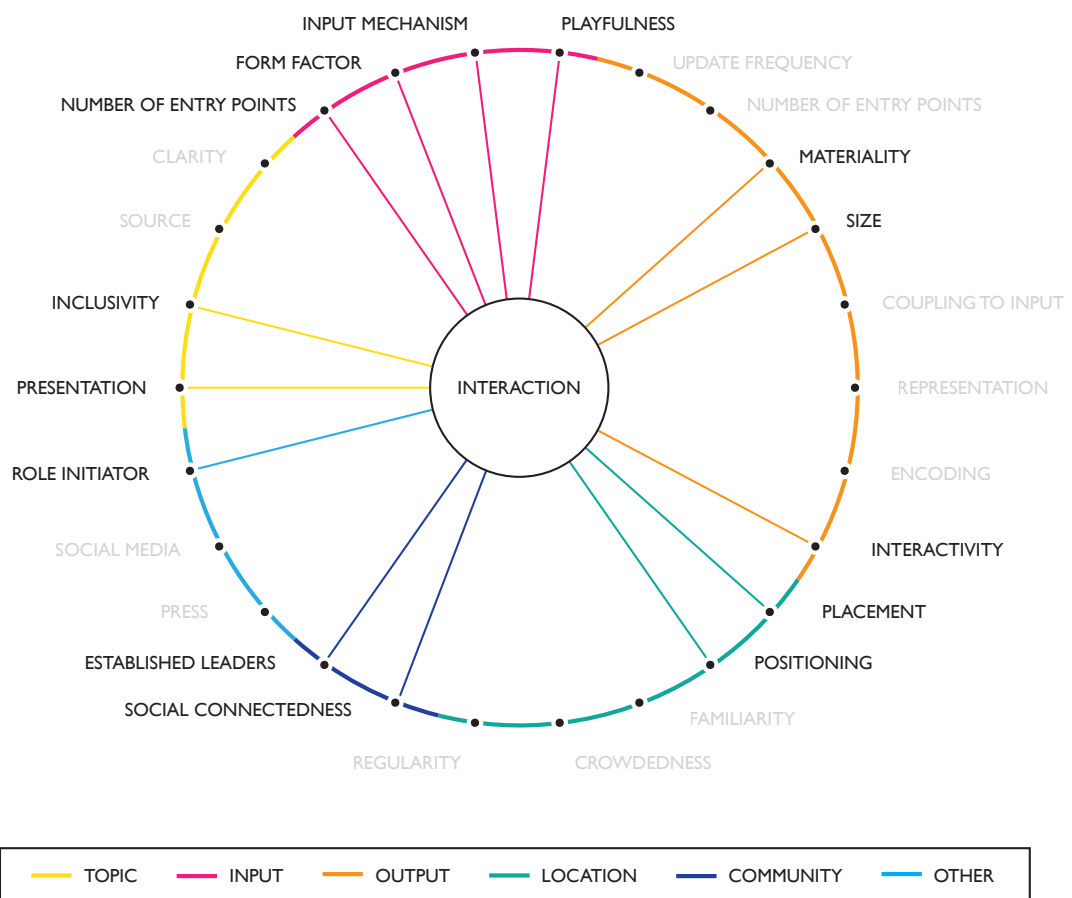 INPUT MECHANISM
PLAYFULNESS
FORM FACTOR
UPDATE FREQUENCY
NUMBER OF ENTRY POINTS
NUMBER OF ENTRY POINTS
CLARITY
MATERIALITY
SOURCE
SIZE
INCLUSIVITY
COUPLING TO INPUT
PRESENTATION
INTERACTION
REPRESENTATION
ROLE INITIATOR
ENCODING
SOCIAL MEDIA
INTERACTIVITY
PRESS
PLACEMENT
ESTABLISHED LEADERS
POSITIONING
SOCIAL CONNECTEDNESS
FAMILIARITY
REGULARITY
CROWDEDNESS
TOPIC INPUT OUTPUT LOCATION COMMUNITY OTHER